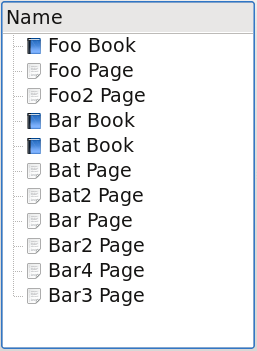 Name
Foo Book
Foo Page
Foo2 Page
Bar Book
Bat Book
Bat Page
Bat2 Page
Bar Page
Bar2 Page
Bar4 Page
Bar3 Page